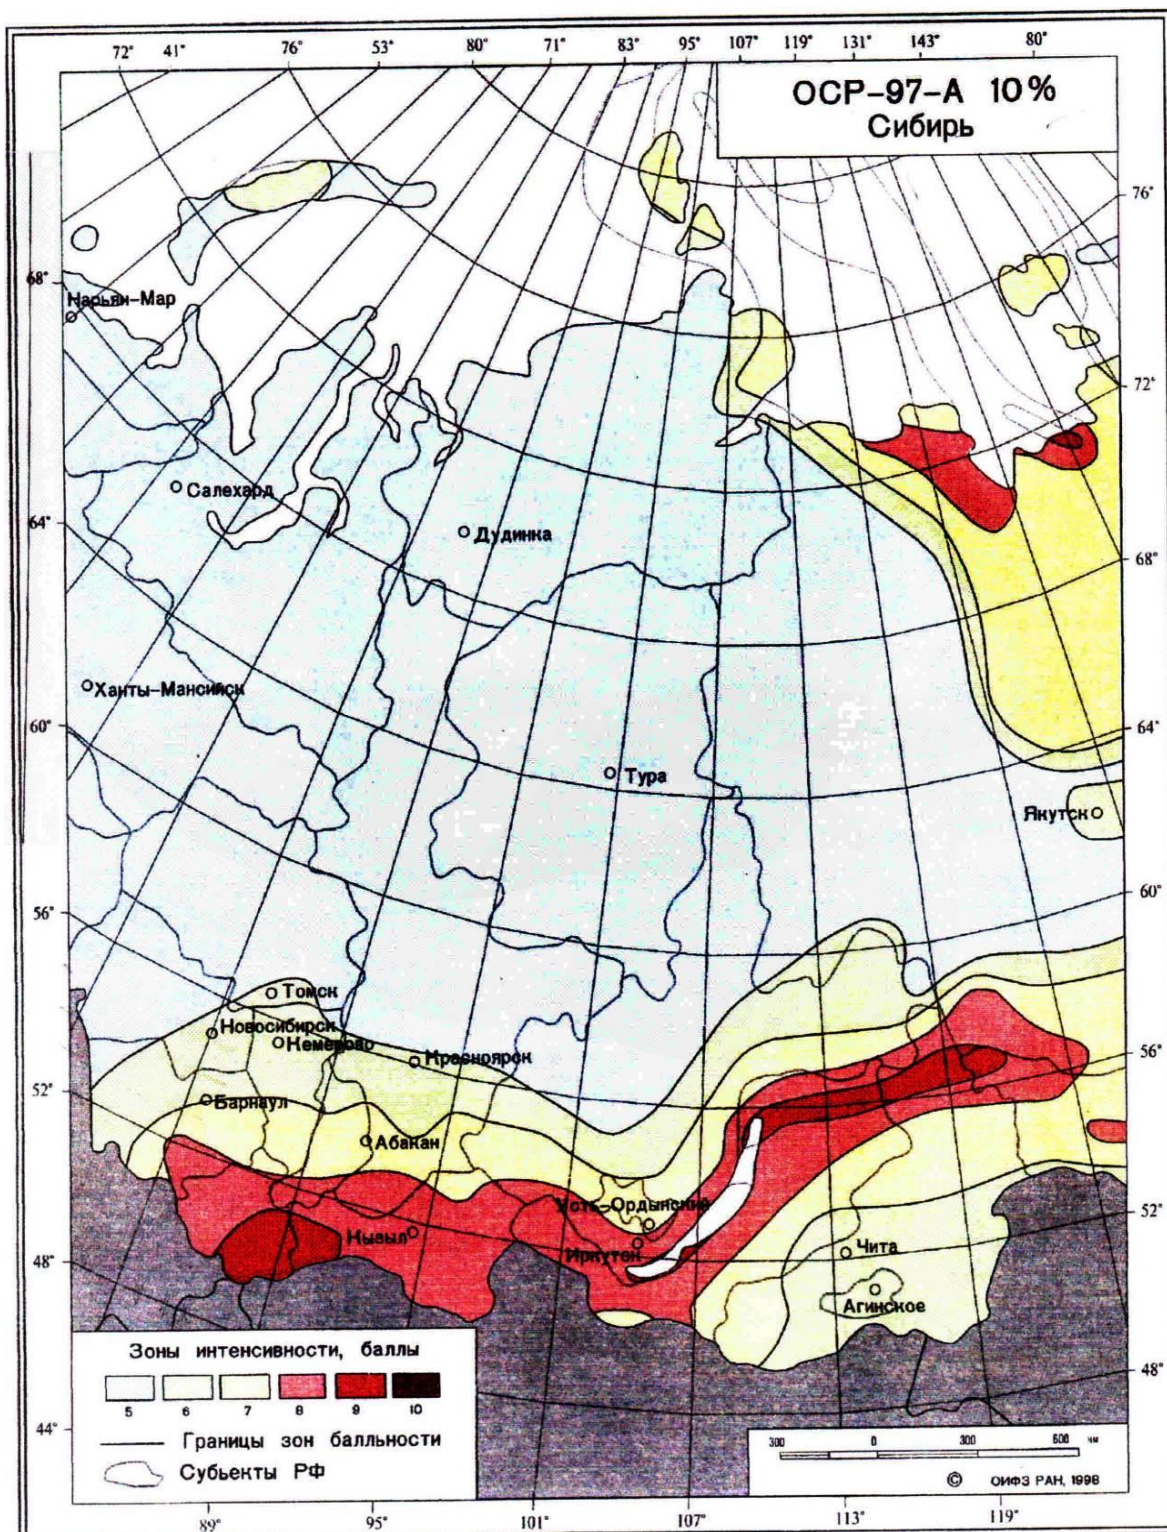 72° 41° 76° 53° 80° 71° 83° 95° 107° 119° 131° 143° 80°
ОСР-97-А 10%
Сибирь
76°
68°
Нарьян-Мар
72°
Салехард
64°
Дудинка
68°
Ханты-Мансийск
60°
64°
Тура
Якутск
60°
56°
Томск
Новосибирск
Кемерово
Красноярск
56°
52°
Барнаул
Абакан
Усть-Ордынский
52°
Кызыл
Иркутск
Чита
48°
Агинское
Зоны интенсивности, баллы
5 6 7 8 9 10
48°
44°
Границы зон балльности
Субъекты РФ
300 0 300 600 км
© ОИФЗ РАН, 1998
89° 95° 101° 107° 113° 119°